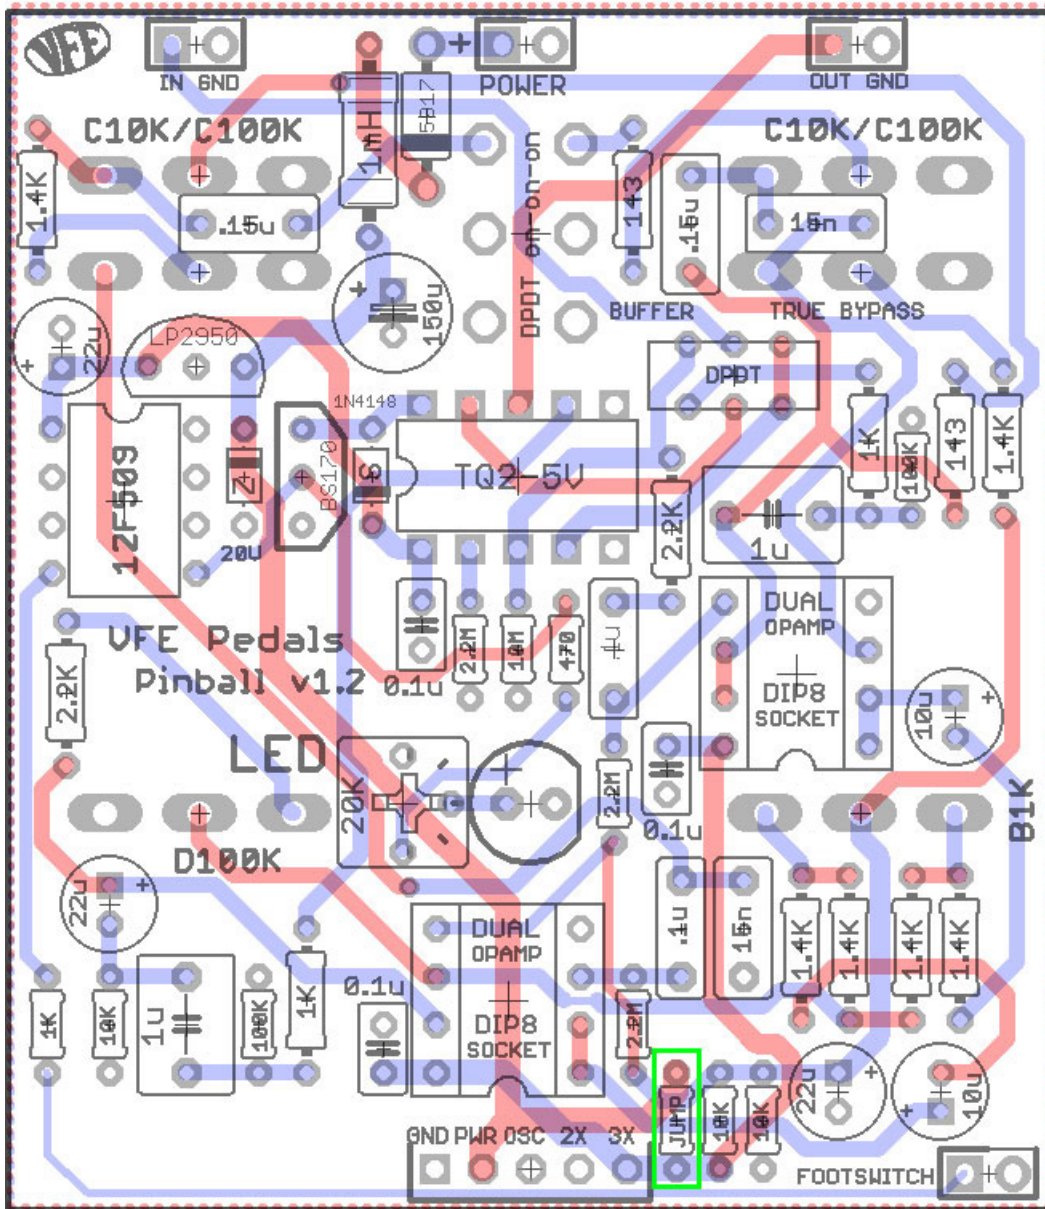 VFE
IN GND
POWER
OUT GND
C10K/C100K
5817
1mH
C10K/C100K
1.4K
.15u
DPDT on-on-on
143
.15u
15n
BUFFER
TRUE BYPASS
22u
LP2950
150u
DPDT
1N4148
12F509
Z
20V
BS170
S
TQ2-5V
2.2K
1K
100K
143
1.4K
1u
VFE Pedals
Pinball v1.2
0.1u
2.2M
10M
470
.1u
DUAL
OPAMP
DIP8
SOCKET
10u
2.2K
LED
20K
2.2M
0.1u
B1K
D100K
22u
DUAL
OPAMP
DIP8
SOCKET
.1u
15n
1.4K
1.4K
1.4K
1.4K
1K
10K
1u
100K
1K
0.1u
2.2M
JUMP
10K
10K
22u
10u
GND PWR OSC 2X 3X
FOOTSWITCH